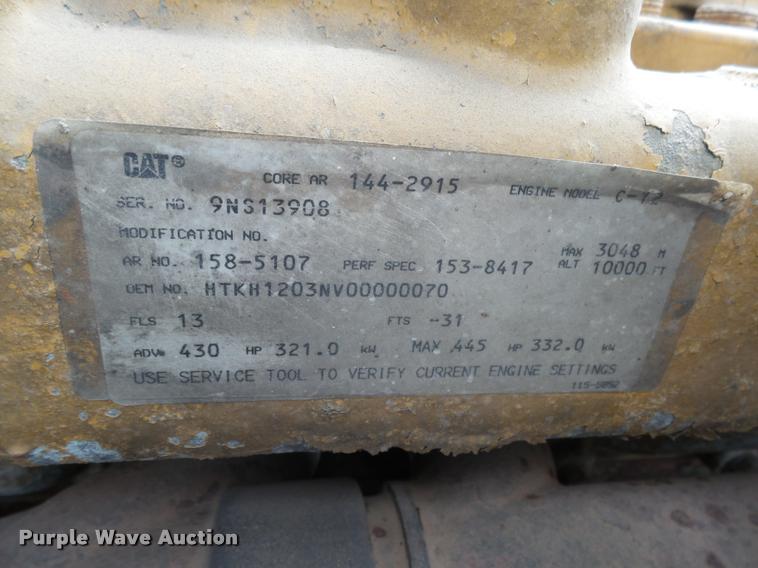 CAT®
CORE AR 144-2915 ENGINE MODEL C-12
SER. NO. 9NS13908
MODIFICATION NO.
AR NO. 158-5107 PERF SPEC 153-8417 MAX ALT 3048 M 10000 FT
OEM NO. HTKH1203NV00000070
FLS 13 FTS -31
ADV# 430 HP 321.0 kW MAX 445 HP 332.0 kW
USE SERVICE TOOL TO VERIFY CURRENT ENGINE SETTINGS
Purple Wave Auction